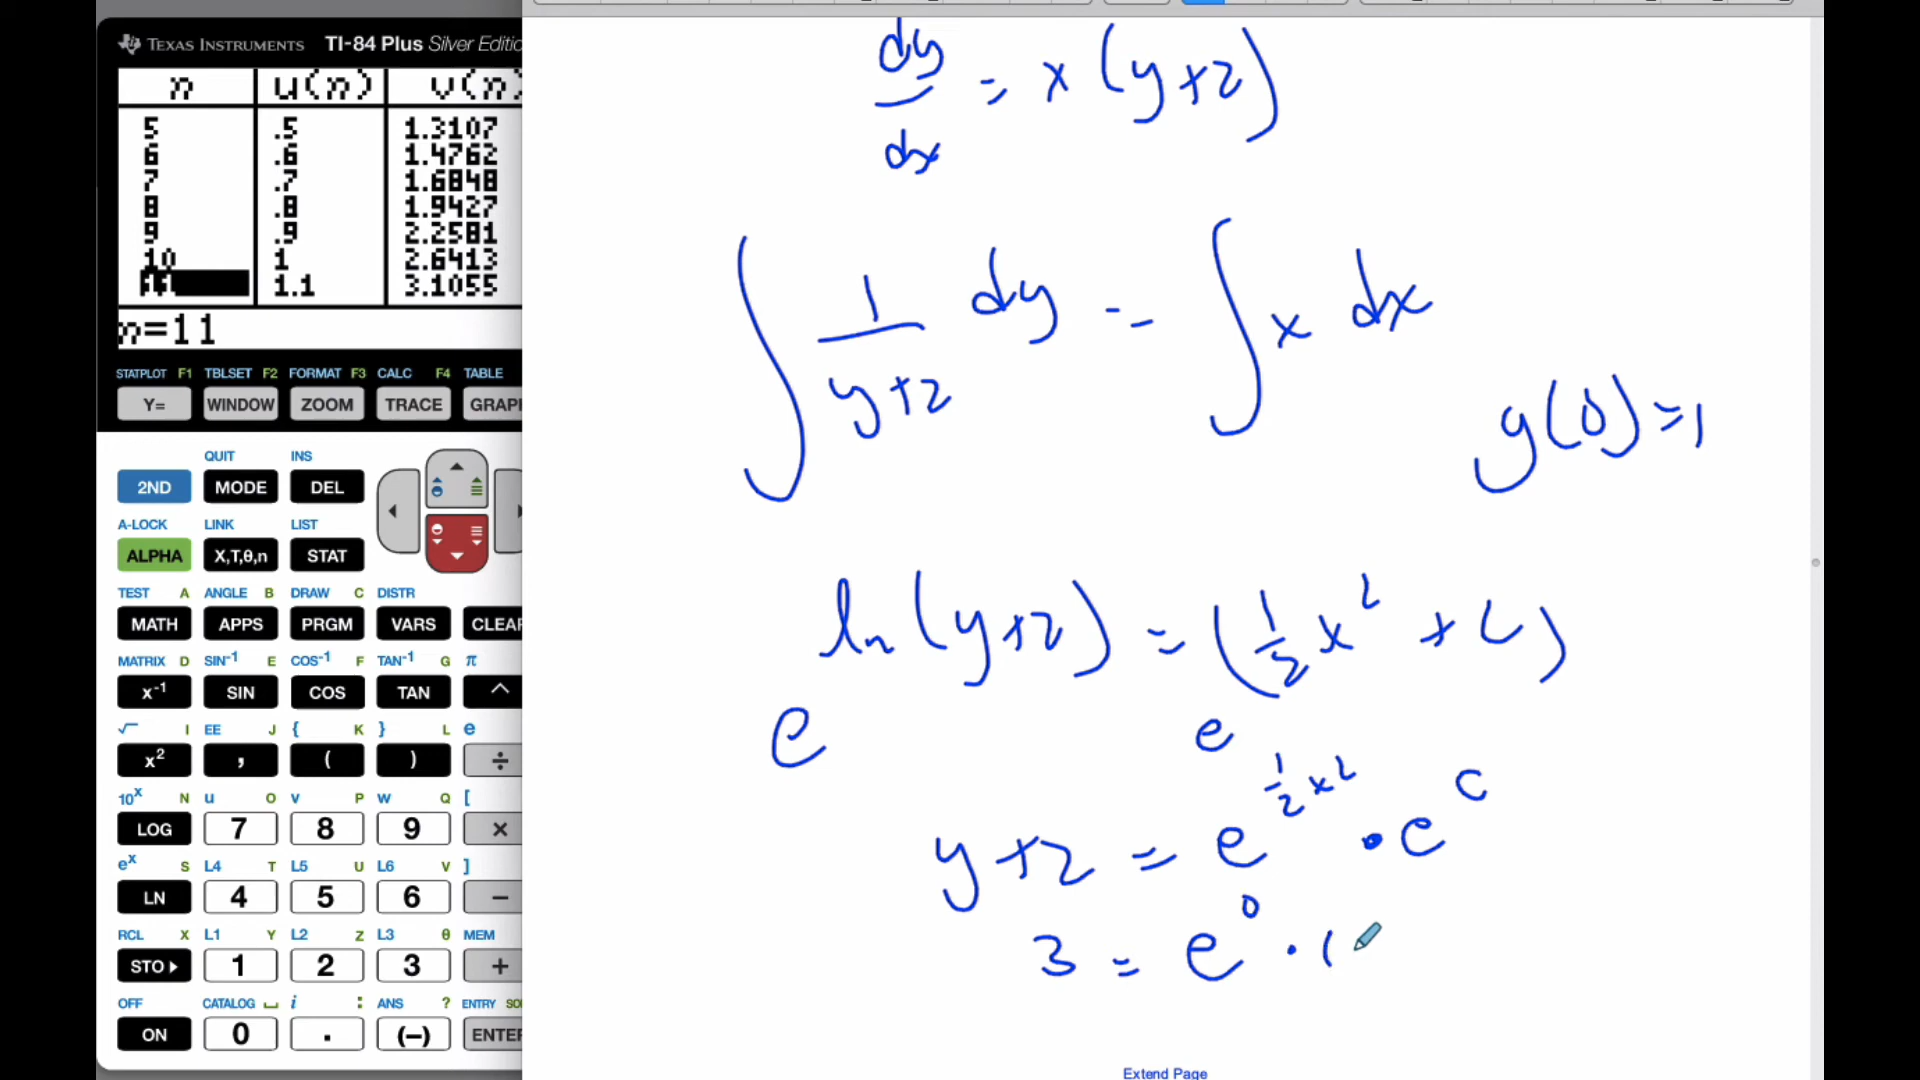 TEXAS INSTRUMENTS TI-84 Plus Silver Editio
n u(n) v(n)
5 .5 1.3107
6 .6 1.4762
7 .7 1.6848
8 .8 1.9427
9 .9 2.2581
10 1 2.6413
11 1.1 3.1055
n=11
STATPLOT F1 TBLSET F2 FORMAT F3 CALC F4 TABLE
Y= WINDOW ZOOM TRACE GRAPH
QUIT INS
2ND MODE DEL
A-LOCK LINK LIST
ALPHA X,T,θ,n STAT
TEST A ANGLE B DRAW C DISTR
MATH APPS PRGM VARS CLEAR
MATRIX D SIN⁻¹ E COS⁻¹ F TAN⁻¹ G π
x⁻¹ SIN COS TAN ^
√ I EE J { K } L e
x² , ( ) ÷
10ˣ N u O v P w Q [
LOG 7 8 9 ×
eˣ S L4 T L5 U L6 V ]
LN 4 5 6 −
RCL X L1 Y L2 Z L3 θ MEM
STO▸ 1 2 3 +
OFF CATALOG ⎵ i : ANS ? ENTRY SO
ON 0 . (−) ENTER
dy/dx = x(y+2)
∫ 1/(y+2) dy = ∫ x dx
y(0)=1
e^ln(y+2) = e^(½x² + C)
y+2 = e^½x² · e^c
3 = e^0 ·
Extend Page